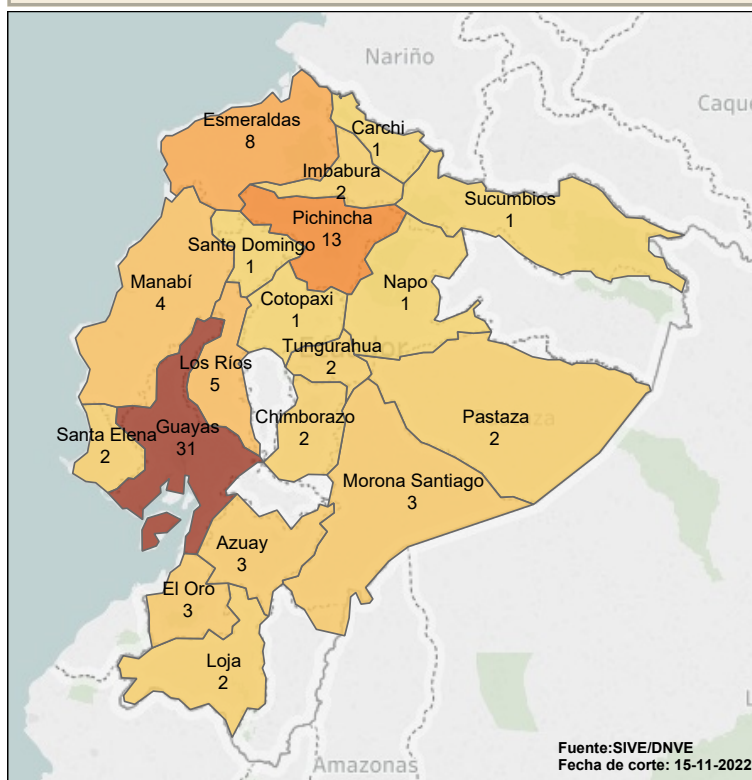 Nariño
Caqu
Esmeraldas
8
Carchi
1
Imbabura
2
Sucumbios
1
Pichincha
13
Santo Domingo
1
Manabí
4
Napo
1
Cotopaxi
1
Ecuador
Tungurahua
2
Los Ríos
5
Chimborazo
2
Pastaza
2
Santa Elena
2
Guayas
31
Morona Santiago
3
Azuay
3
El Oro
3
Loja
2
L
Amazonas
Fuente:SIVE/DNVE
Fecha de corte: 15-11-2022